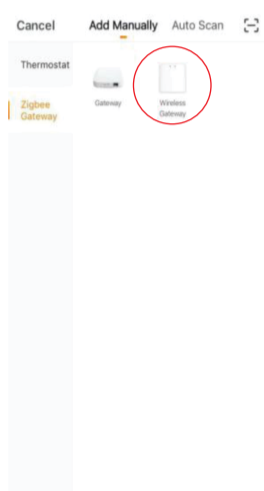 Cancel Add Manually Auto Scan
Thermostat
Zigbee
Gateway
Gateway
Wireless
Gateway